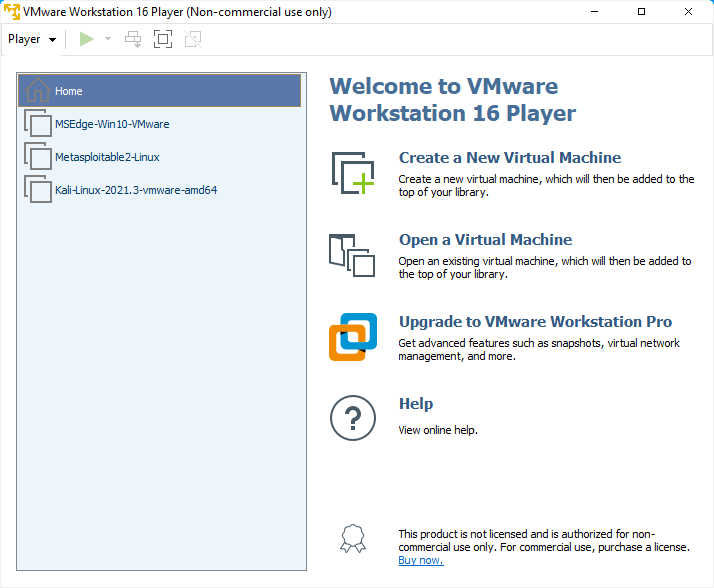 VMware Workstation 16 Player (Non-commercial use only)
Player
Home
MSEdge-Win10-VMware
Metasploitable2-Linux
Kali-Linux-2021.3-vmware-amd64
Welcome to VMware
Workstation 16 Player
Create a New Virtual Machine
Create a new virtual machine, which will then be added to the
top of your library.
Open a Virtual Machine
Open an existing virtual machine, which will then be added to
the top of your library.
Upgrade to VMware Workstation Pro
Get advanced features such as snapshots, virtual network
management, and more.
?
Help
View online help.
This product is not licensed and is authorized for non-
commercial use only. For commercial use, purchase a license.
Buy now.